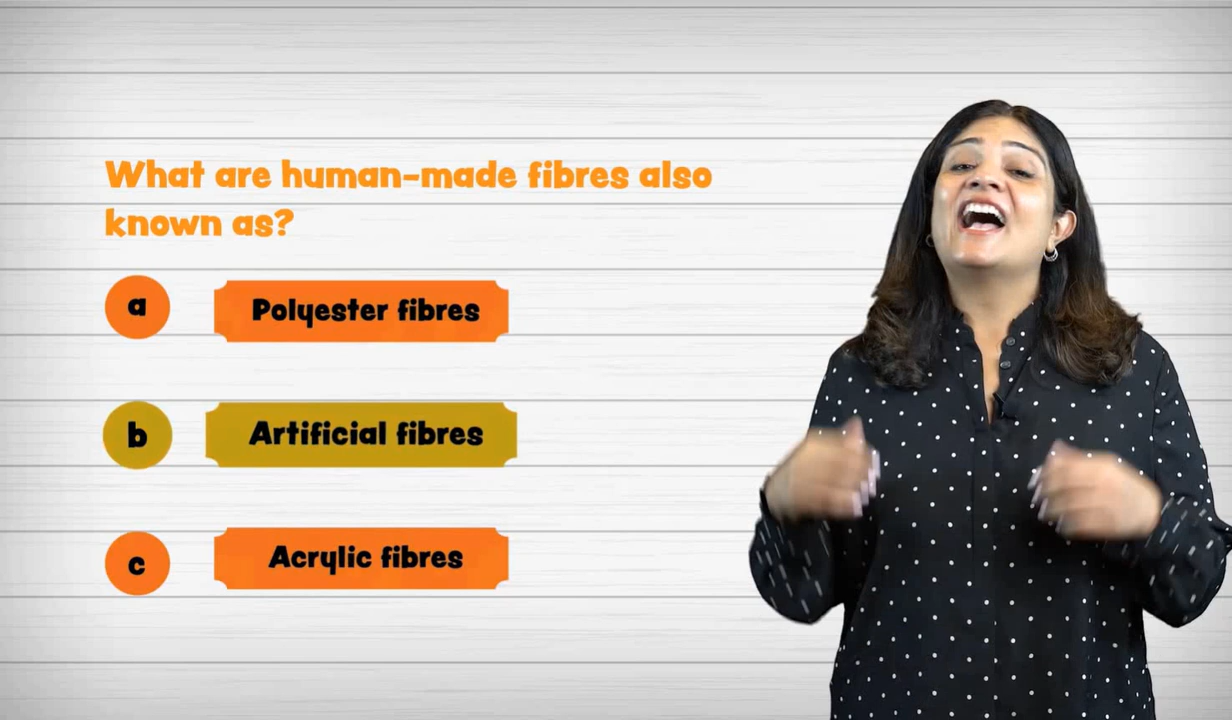 What are human-made fibres also
known as?
a Polyester fibres
b Artificial fibres
c Acrylic fibres